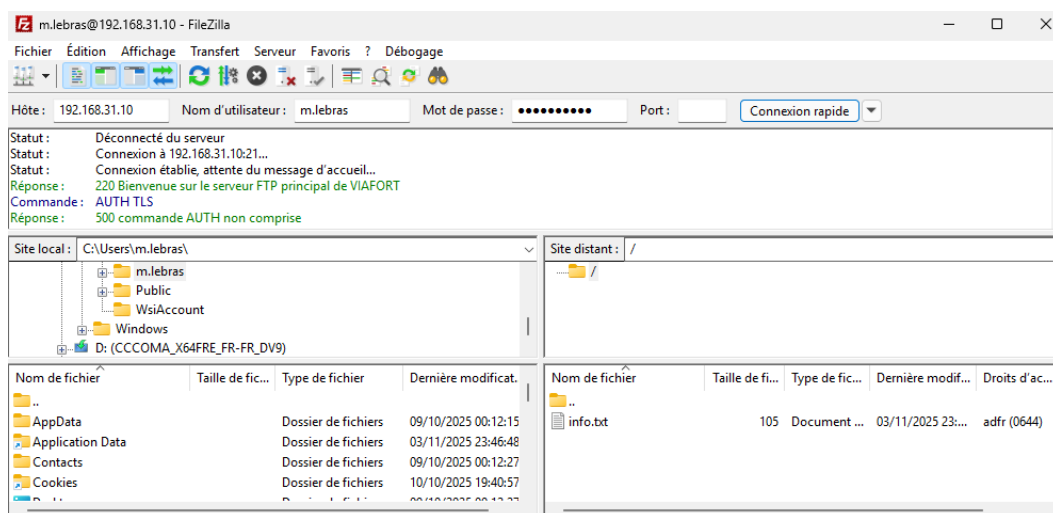 m.lebras@192.168.31.10 - FileZilla
Fichier Édition Affichage Transfert Serveur Favoris ? Débogage
Hôte : 192.168.31.10 Nom d'utilisateur : m.lebras Mot de passe : •••••••••• Port : Connexion rapide
Statut : Déconnecté du serveur
Statut : Connexion à 192.168.31.10:21...
Statut : Connexion établie, attente du message d'accueil...
Réponse : 220 Bienvenue sur le serveur FTP principal de VIAFORT
Commande : AUTH TLS
Réponse : 500 commande AUTH non comprise
Site local : C:\Users\m.lebras\
m.lebras
Public
WsiAccount
Windows
D: (CCCOMA_X64FRE_FR-FR_DV9)
Site distant : /
/
Nom de fichier Taille de fic... Type de fichier Dernière modificat.
..
AppData Dossier de fichiers 09/10/2025 00:12:15
Application Data Dossier de fichiers 03/11/2025 23:46:48
Contacts Dossier de fichiers 09/10/2025 00:12:27
Cookies Dossier de fichiers 10/10/2025 19:40:57
Nom de fichier Taille de fi... Type de fic... Dernière modif... Droits d'ac...
..
info.txt 105 Document ... 03/11/2025 23:... adfr (0644)